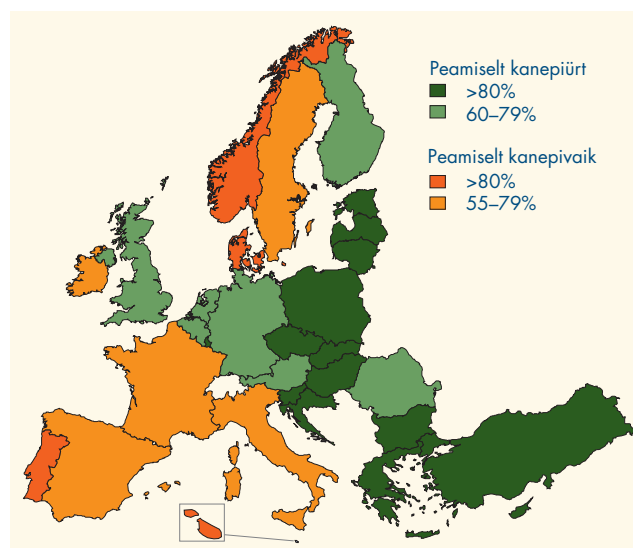 Peamiselt kanepiürt
>80%
60–79%
Peamiselt kanepivaik
>80%
55–79%